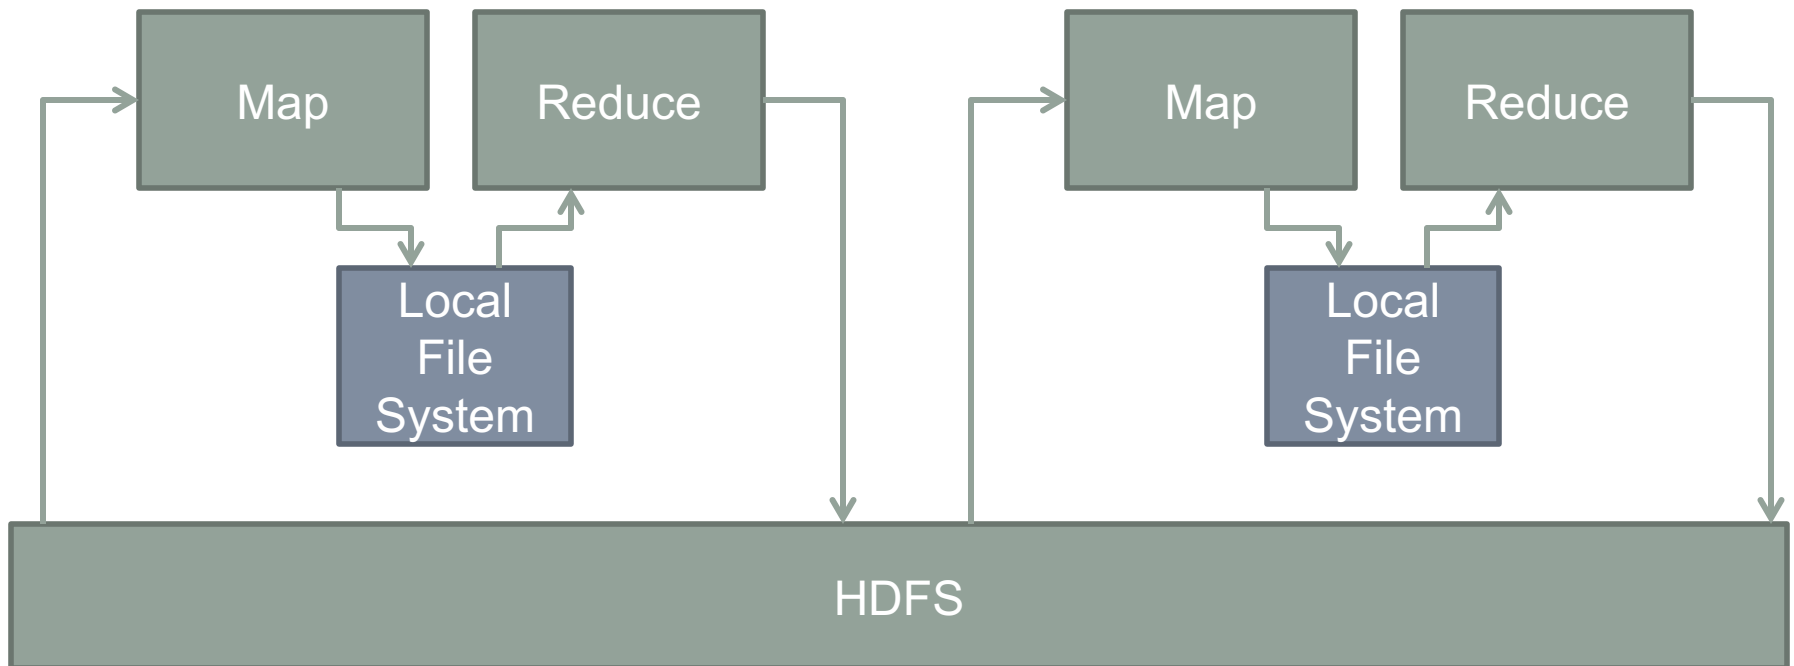 Map
Reduce
Map
Reduce
Local
File
System
Local
File
System
HDFS